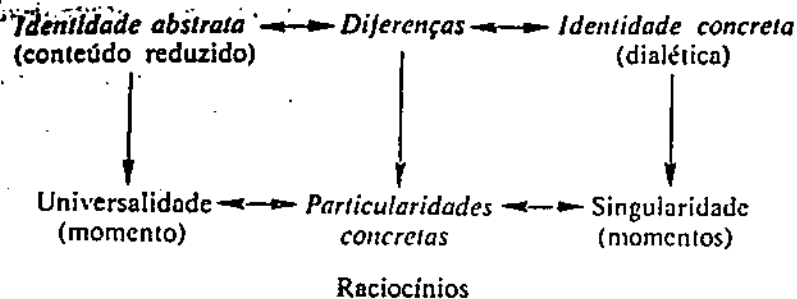 Identidade abstrata Diferenças Identidade concreta
(conteúdo reduzido) (dialética)
Universalidade Particularidades Singularidade
(momento) concretas (momentos)
Raciocínios